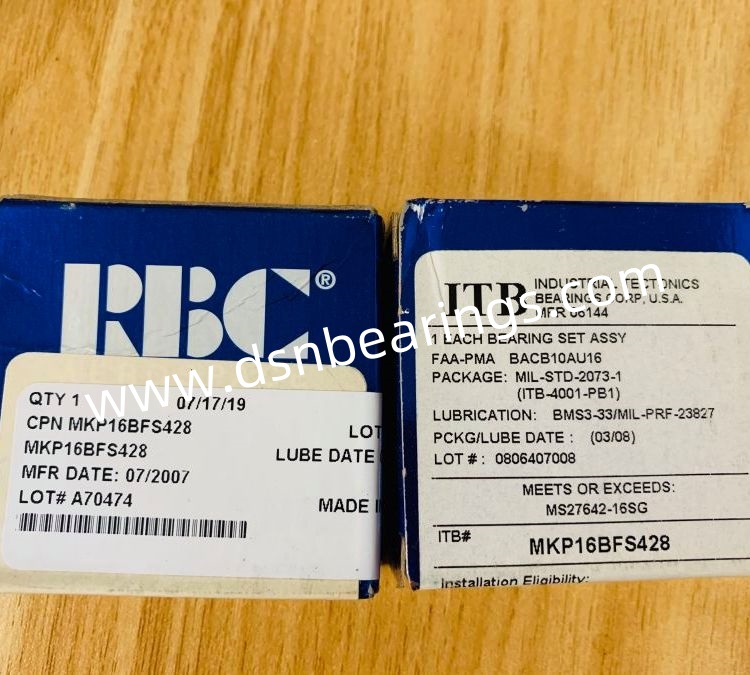 RBC®
QTY 1 07/17/19
CPN MKP16BFS428
LOT
MKP16BFS428
LUBE DATE
MFR DATE: 07/2007
LOT# A70474
MADE I
ITB INDUSTRIAL TECTONICS
BEARINGS CORP, U.S.A.
MFR 06144
1 EACH BEARING SET ASSY
FAA-PMA BACB10AU16
PACKAGE: MIL-STD-2073-1
(ITB-4001-PB1)
LUBRICATION: BMS3-33/MIL-PRF-23827
PCKG/LUBE DATE : (03/08)
LOT # : 0806407008
MEETS OR EXCEEDS:
MS27642-16SG
ITB# MKP16BFS428
Installation Eligibility:
www.dsnbearings.com